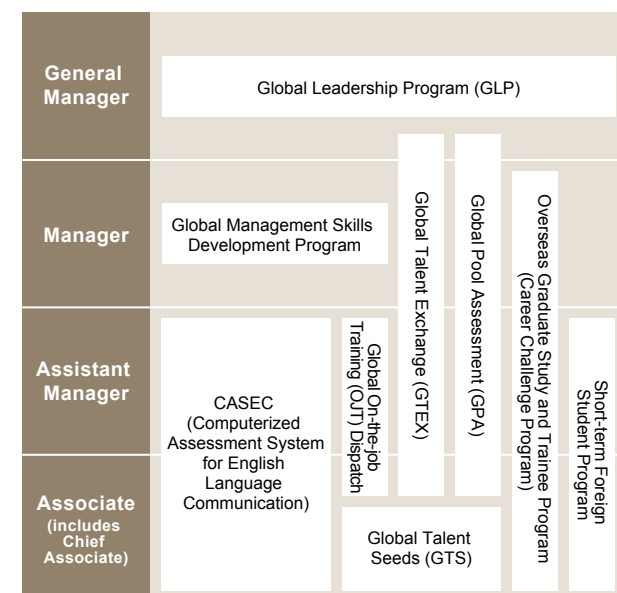 General
Manager
Global Leadership Program (GLP)
Manager
Global Management Skills
Development Program
Global Talent Exchange (GTEX)
Global Pool Assessment (GPA)
Overseas Graduate Study and Trainee Program
(Career Challenge Program)
Assistant
Manager
CASEC
(Computerized
Assessment System
for English
Language
Communication)
Global On-the-job
Training (OJT) Dispatch
Short-term Foreign
Student Program
Associate
(includes
Chief
Associate)
Global Talent
Seeds (GTS)